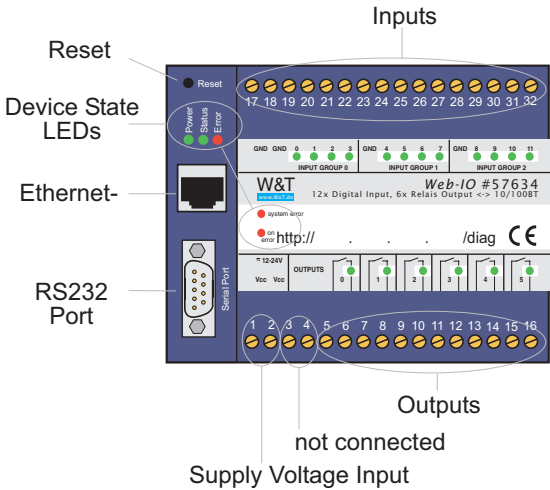 Inputs
Reset
Reset
17 18 19 20 21 22 23 24 25 26 27 28 29 30 31 32
Device State
LEDs
Power
Status
Error
GND GND 0 1 2 3 GND 4 5 6 7 GND 8 9 10 11
INPUT GROUP 0 INPUT GROUP 1 INPUT GROUP 2
Ethernet-
W&T
www.WuT.de
Web-IO #57634
12x Digital Input, 6x Relais Output <-> 10/100BT
system error
on
error
http:// . . . /diag CE
≂ 12-24V
Vcc Vcc
OUTPUTS
0 1 2 3 4 5
RS232
Port
Serial Port
1 2 3 4 5 6 7 8 9 10 11 12 13 14 15 16
Outputs
not connected
Supply Voltage Input